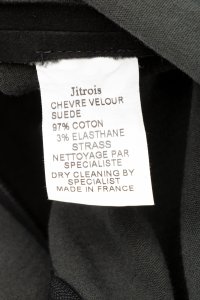 Jitrois
CHEVRE VELOUR
SUEDE
97% COTON
3% ELASTHANE
STRASS
NETTOYAGE PAR
SPECIALISTE
DRY CLEANING BY
SPECIALIST
MADE IN FRANCE